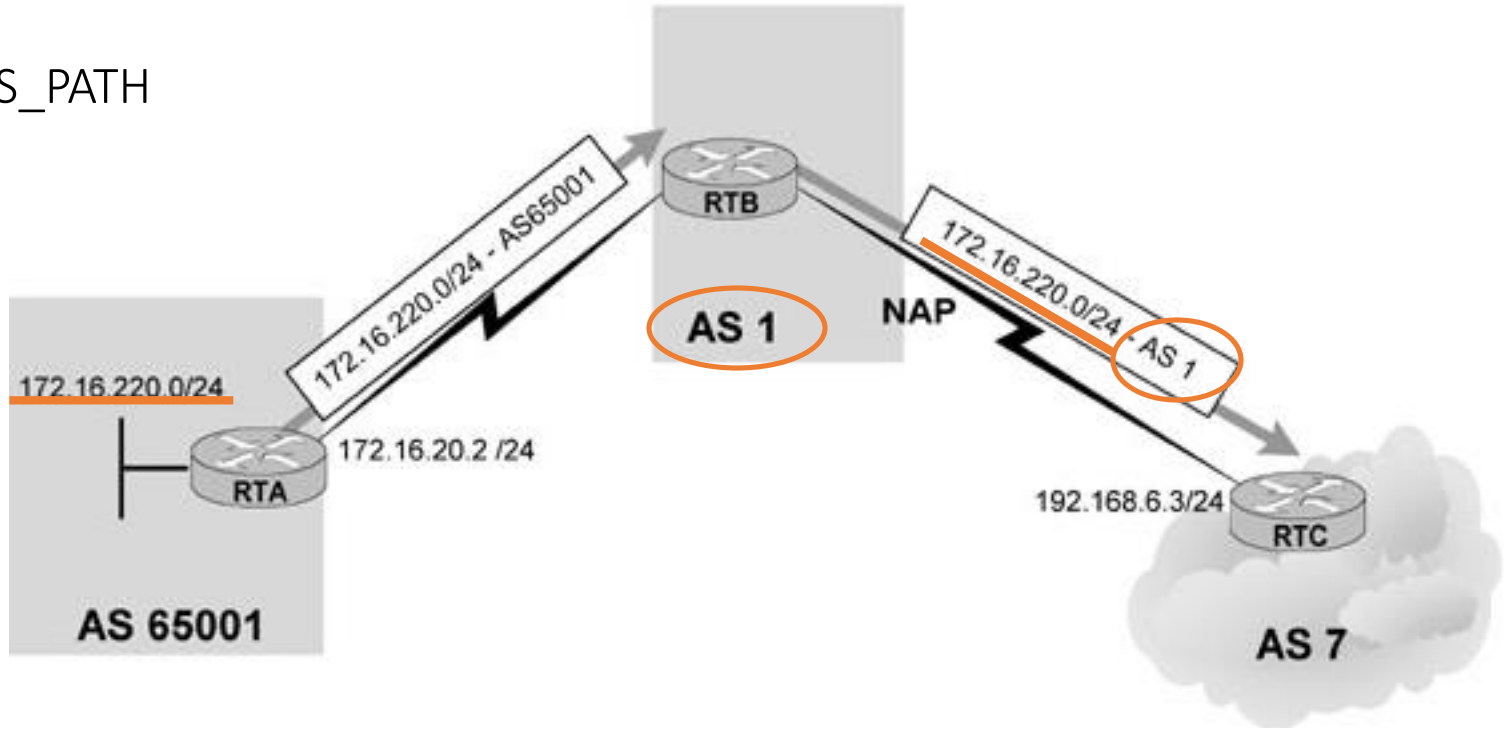 S_PATH
172.16.220.0/24 - AS65001
RTB
172.16.220.0/24 - AS 1
AS 1
NAP
172.16.220.0/24
172.16.20.2 /24
RTA
192.168.6.3/24
RTC
AS 65001
AS 7